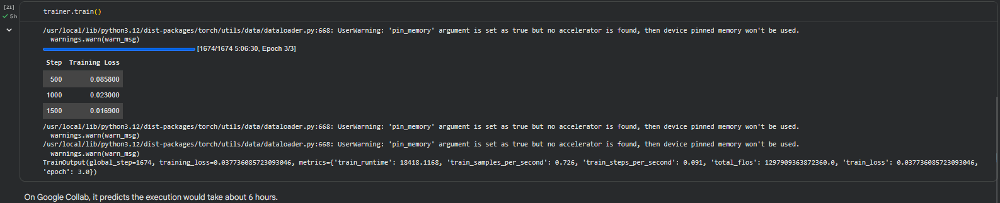 [21]
5 h
trainer.train()
/usr/local/lib/python3.12/dist-packages/torch/utils/data/dataloader.py:668: UserWarning: 'pin_memory' argument is set as true but no accelerator is found, then device pinned memory won't be used.
warnings.warn(warn_msg)
[1674/1674 5:06:30, Epoch 3/3]
Step Training Loss
500 0.085800
1000 0.023000
1500 0.016900
/usr/local/lib/python3.12/dist-packages/torch/utils/data/dataloader.py:668: UserWarning: 'pin_memory' argument is set as true but no accelerator is found, then device pinned memory won't be used.
warnings.warn(warn_msg)
/usr/local/lib/python3.12/dist-packages/torch/utils/data/dataloader.py:668: UserWarning: 'pin_memory' argument is set as true but no accelerator is found, then device pinned memory won't be used.
warnings.warn(warn_msg)
TrainOutput(global_step=1674, training_loss=0.037736085723093046, metrics={'train_runtime': 18418.1168, 'train_samples_per_second': 0.726, 'train_steps_per_second': 0.091, 'total_flos': 1297909363872360.0, 'train_loss': 0.037736085723093046,
'epoch': 3.0})
On Google Collab, it predicts the execution would take about 6 hours.